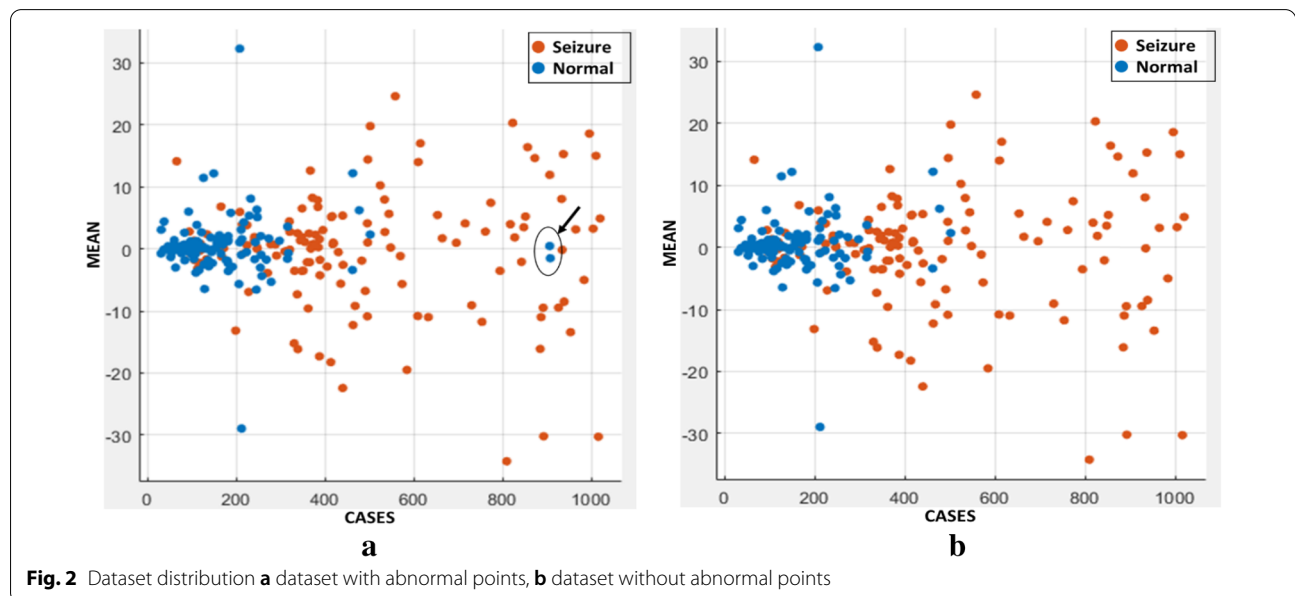 Seizure
Normal
30
20
10
0
-10
-20
-30
MEAN
0 200 400 600 800 1000
CASES
a
Seizure
Normal
30
20
10
0
-10
-20
-30
MEAN
0 200 400 600 800 1000
CASES
b
Fig. 2 Dataset distribution a dataset with abnormal points, b dataset without abnormal points